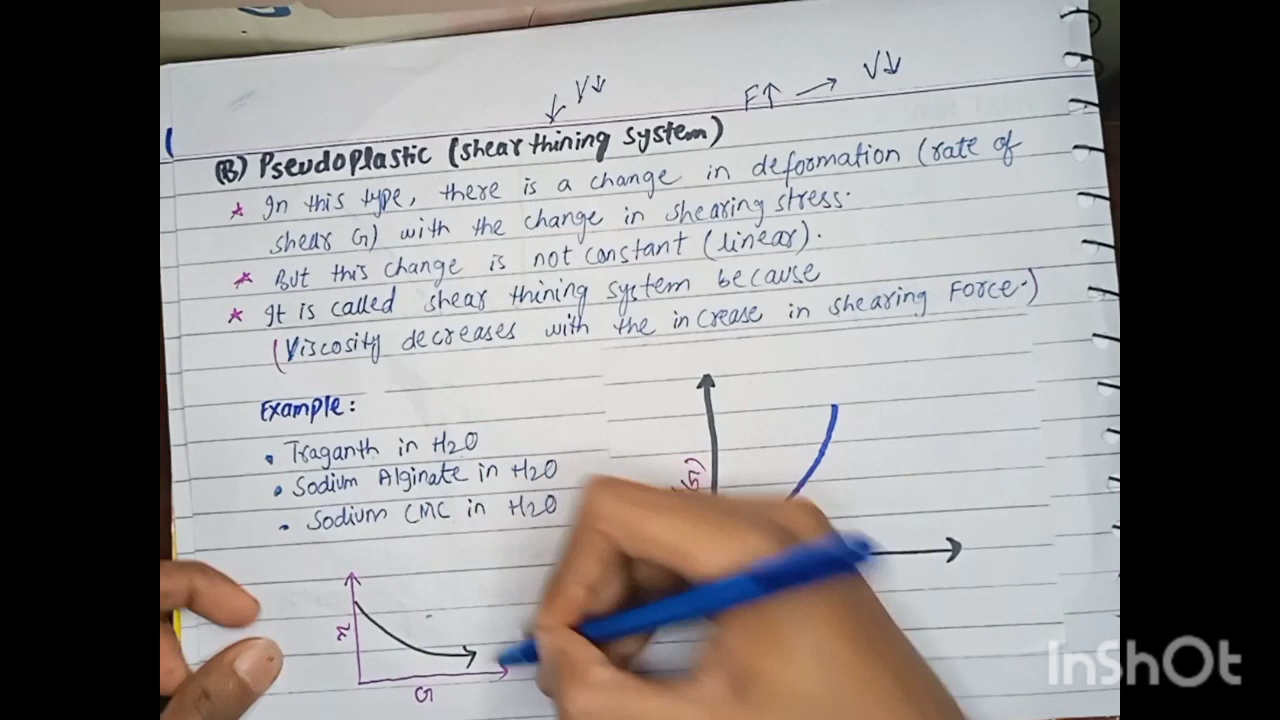 V↓
F↑ → V↓
(B) Pseudoplastic (shear thining system)
* In this type, there is a change in deformation (rate of
shear G) with the change in shearing stress.
* But this change is not constant (linear).
* It is called shear thining system because
(Viscosity decreases with the increase in shearing Force.)
Example:
• Traganth in H2O
• Sodium Alginate in H2O
• Sodium CMC in H2O
(G)
η
G
InShOt